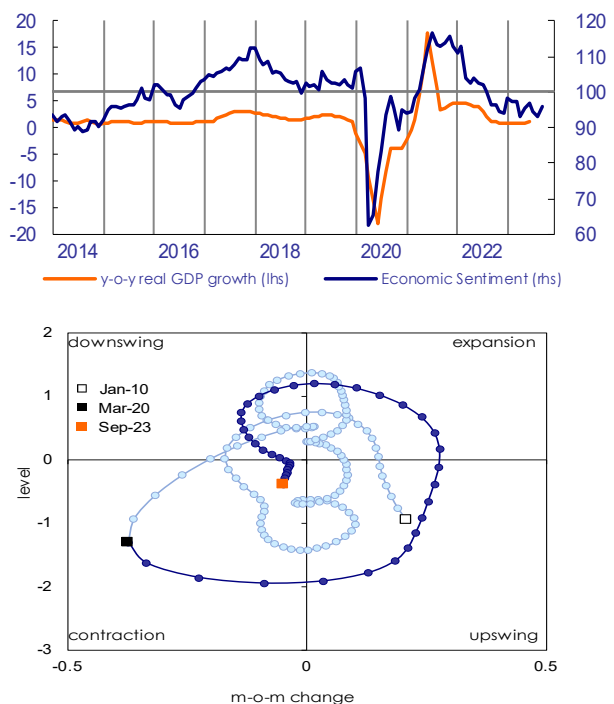 20 120
15 110
10
5 100
0 90
-5
-10 80
-15 70
-20 60
2014 2016 2018 2020 2022
y-o-y real GDP growth (lhs) Economic Sentiment (rhs)
2
downswing expansion
Jan-10
Mar-20
Sep-23
1
0
level
-1
-2
contraction upswing
-3
-0.5 0 0.5
m-o-m change